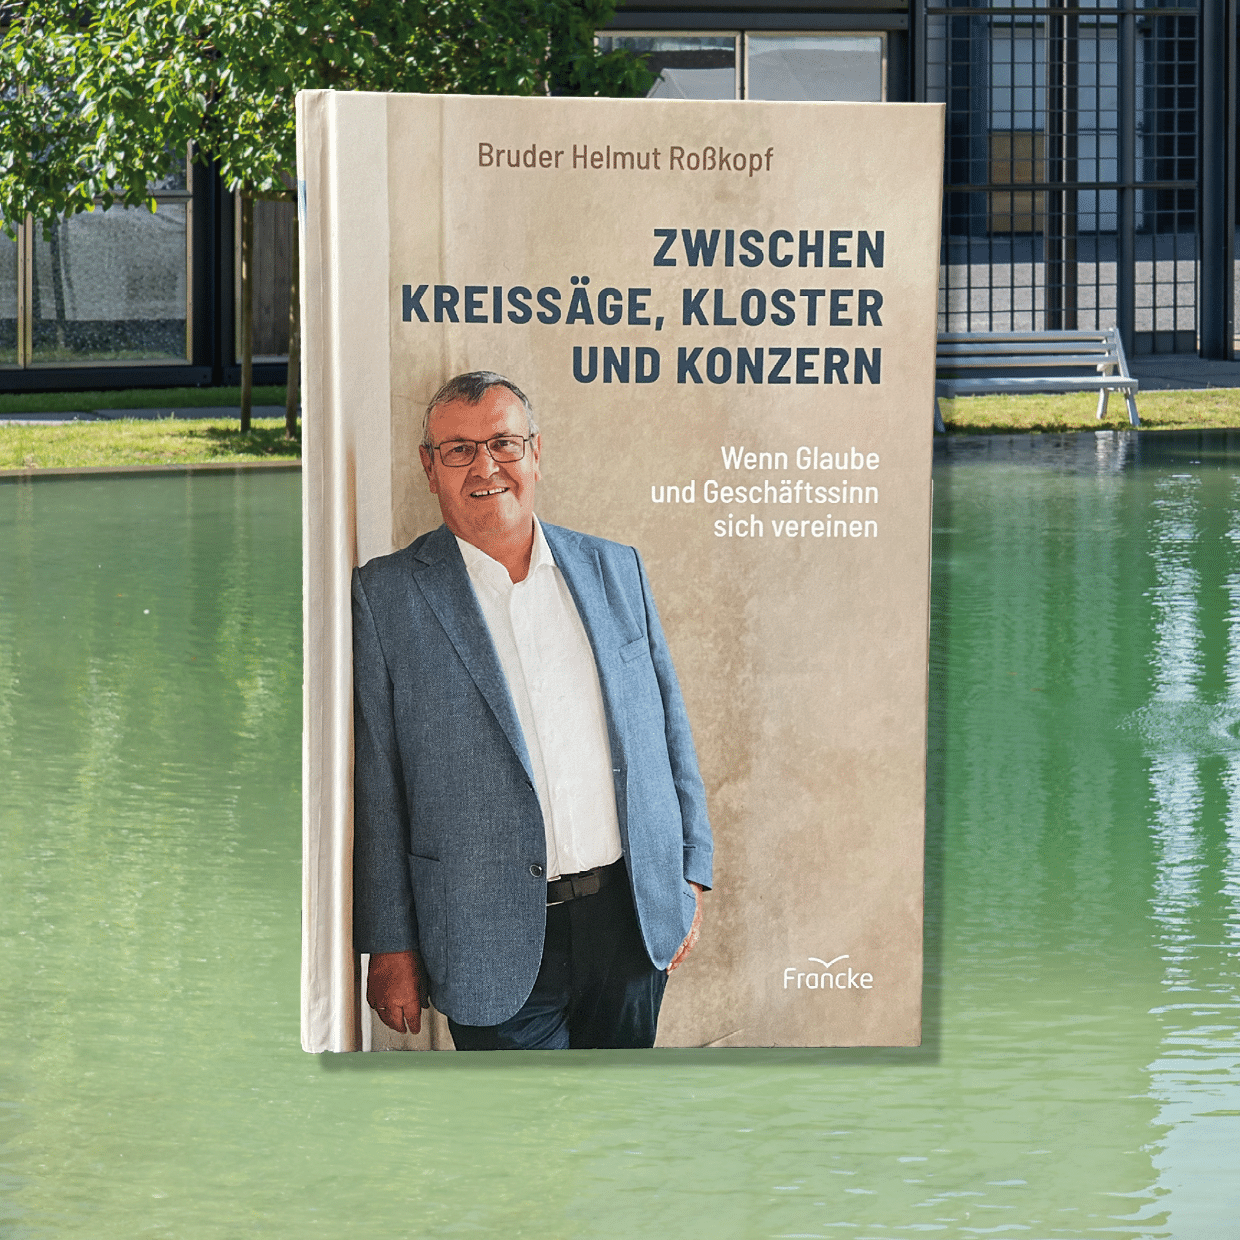 Bruder Helmut Roßkopf
ZWISCHEN
KREISSÄGE, KLOSTER
UND KONZERN
Wenn Glaube
und Geschäftssinn
sich vereinen
Francke